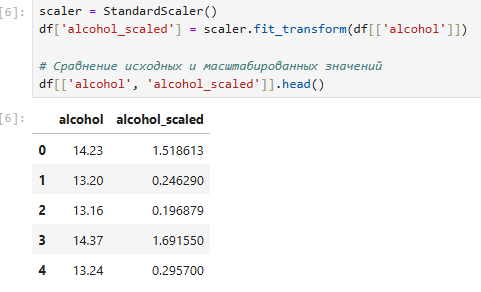 [6]: scaler = StandardScaler()
df['alcohol_scaled'] = scaler.fit_transform(df[['alcohol']])
# Сравнение исходных и масштабированных значений
df[['alcohol', 'alcohol_scaled']].head()
[6]:
alcohol alcohol_scaled
0 14.23 1.518613
1 13.20 0.246290
2 13.16 0.196879
3 14.37 1.691550
4 13.24 0.295700